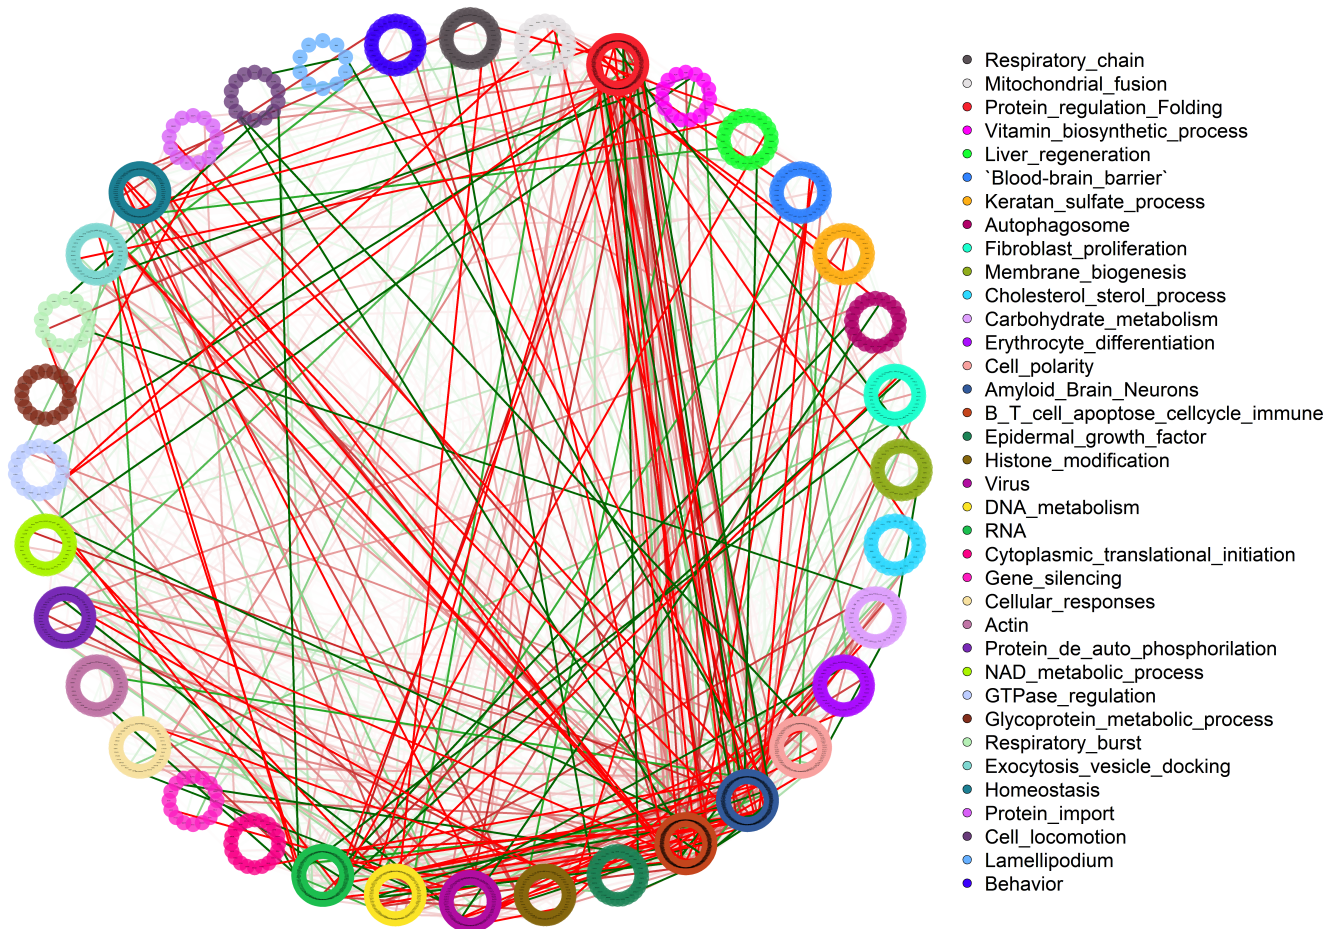 Respiratory_chain
Mitochondrial_fusion
Protein_regulation_Folding
Vitamin_biosynthetic_process
Liver_regeneration
`Blood-brain_barrier`
Keratan_sulfate_process
Autophagosome
Fibroblast_proliferation
Membrane_biogenesis
Cholesterol_sterol_process
Carbohydrate_metabolism
Erythrocyte_differentiation
Cell_polarity
Amyloid_Brain_Neurons
B_T_cell_apoptose_cellcycle_immune
Epidermal_growth_factor
Histone_modification
Virus
DNA_metabolism
RNA
Cytoplasmic_translational_initiation
Gene_silencing
Cellular_responses
Actin
Protein_de_auto_phosphorilation
NAD_metabolic_process
GTPase_regulation
Glycoprotein_metabolic_process
Respiratory_burst
Exocytosis_vesicle_docking
Homeostasis
Protein_import
Cell_locomotion
Lamellipodium
Behavior